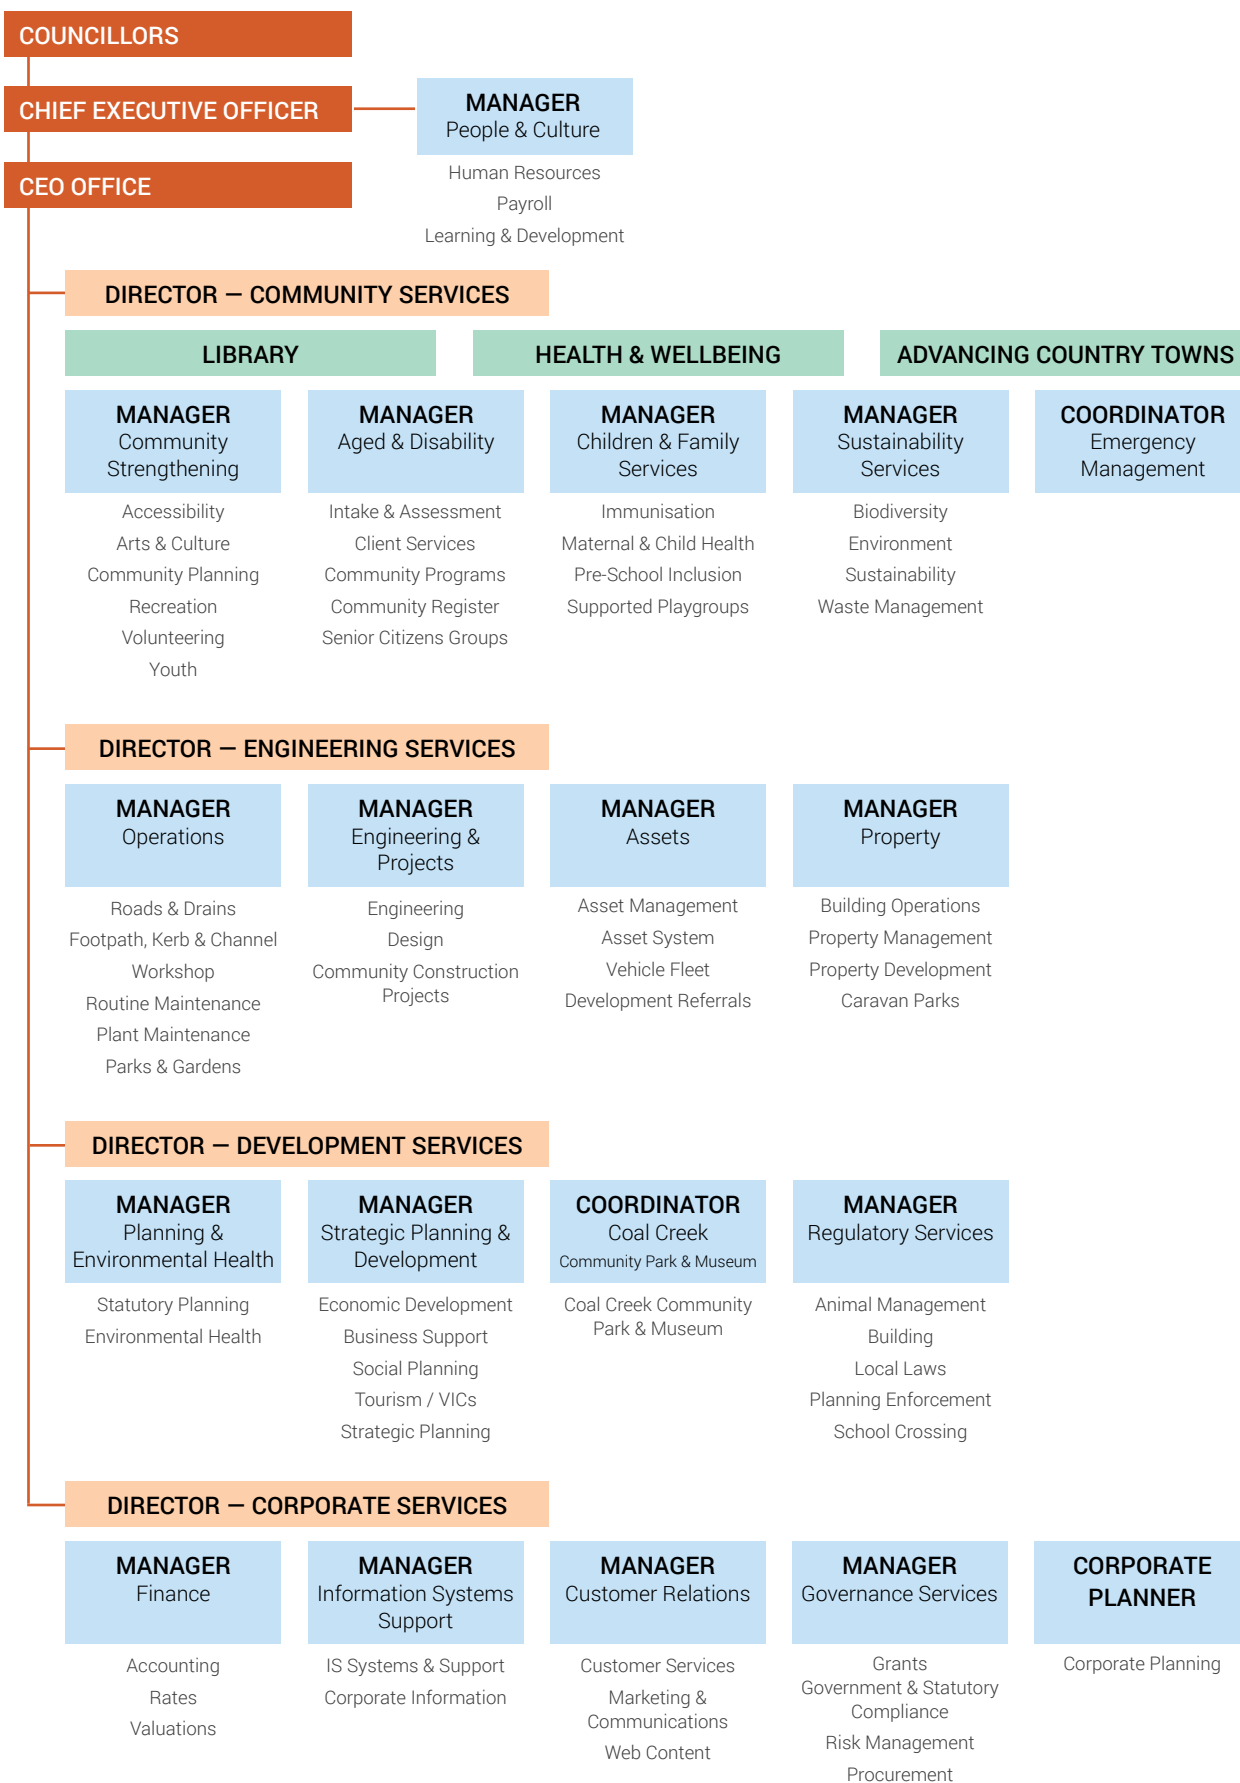 COUNCILLORS
CHIEF EXECUTIVE OFFICER
MANAGER
People & Culture
CEO OFFICE
Human Resources
Payroll
Learning & Development
DIRECTOR — COMMUNITY SERVICES
LIBRARY
HEALTH & WELLBEING
ADVANCING COUNTRY TOWNS
MANAGER
Community
Strengthening
Accessibility
Arts & Culture
Community Planning
Recreation
Volunteering
Youth
MANAGER
Aged & Disability
Intake & Assessment
Client Services
Community Programs
Community Register
Senior Citizens Groups
MANAGER
Children & Family
Services
Immunisation
Maternal & Child Health
Pre-School Inclusion
Supported Playgroups
MANAGER
Sustainability
Services
Biodiversity
Environment
Sustainability
Waste Management
COORDINATOR
Emergency
Management
DIRECTOR — ENGINEERING SERVICES
MANAGER
Operations
Roads & Drains
Footpath, Kerb & Channel
Workshop
Routine Maintenance
Plant Maintenance
Parks & Gardens
MANAGER
Engineering &
Projects
Engineering
Design
Community Construction
Projects
MANAGER
Assets
Asset Management
Asset System
Vehicle Fleet
Development Referrals
MANAGER
Property
Building Operations
Property Management
Property Development
Caravan Parks
DIRECTOR — DEVELOPMENT SERVICES
MANAGER
Planning &
Environmental Health
Statutory Planning
Environmental Health
MANAGER
Strategic Planning &
Development
Economic Development
Business Support
Social Planning
Tourism / VICs
Strategic Planning
COORDINATOR
Coal Creek
Community Park & Museum
Coal Creek Community
Park & Museum
MANAGER
Regulatory Services
Animal Management
Building
Local Laws
Planning Enforcement
School Crossing
DIRECTOR — CORPORATE SERVICES
MANAGER
Finance
Accounting
Rates
Valuations
MANAGER
Information Systems
Support
IS Systems & Support
Corporate Information
MANAGER
Customer Relations
Customer Services
Marketing &
Communications
Web Content
MANAGER
Governance Services
Grants
Government & Statutory
Compliance
Risk Management
Procurement
CORPORATE
PLANNER
Corporate Planning